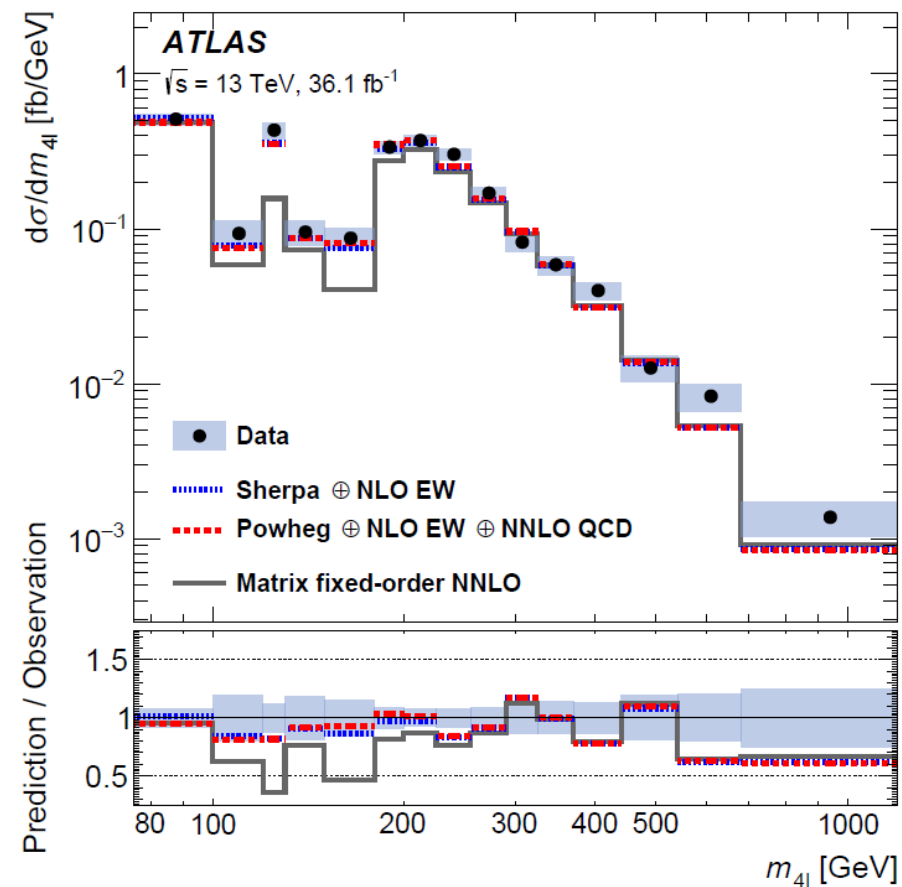 ATLAS
√s = 13 TeV, 36.1 fb⁻¹
dσ/dm₄ₗ [fb/GeV]
1
10⁻¹
10⁻²
10⁻³
Data
Sherpa ⊕ NLO EW
Powheg ⊕ NLO EW ⊕ NNLO QCD
Matrix fixed-order NNLO
Prediction / Observation
1.5
1
0.5
80 100 200 300 400 500 1000
m₄ₗ [GeV]